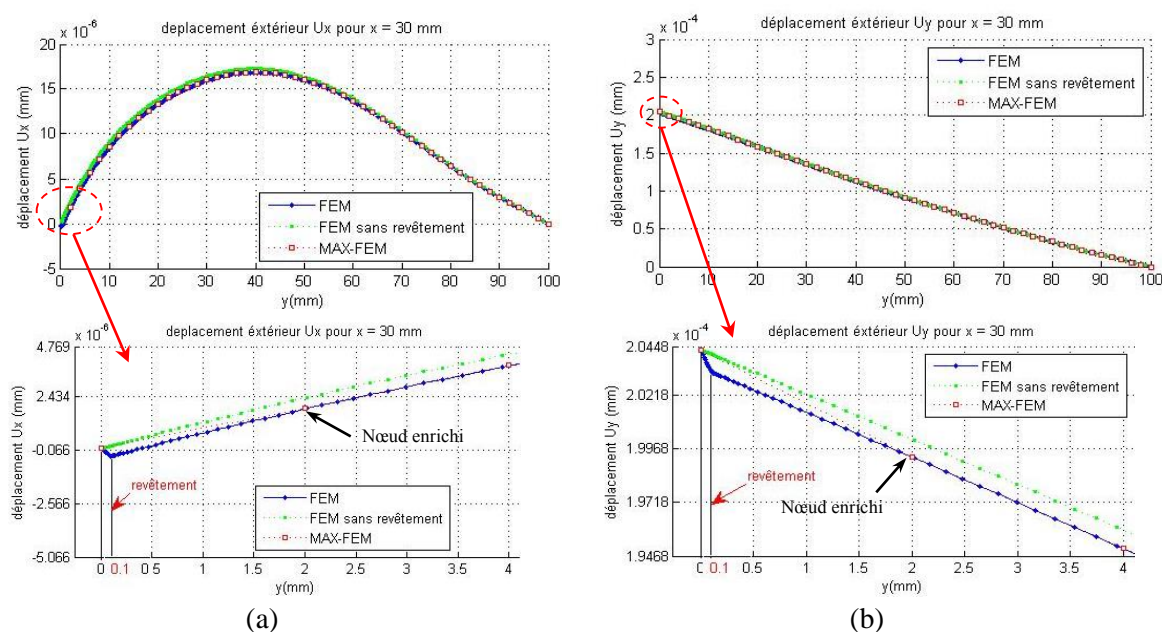 deplacement éxtérieur Ux pour x = 30 mm
x 10⁻⁶
20
15
10
5
0
-5
déplacement Ux (mm)
FEM
FEM sans revêtement
MAX-FEM
0 10 20 30 40 50 60 70 80 90 100
y(mm)
deplacement éxtérieur Uy pour x = 30 mm
x 10⁻⁴
3
2.5
2
1.5
1
0.5
0
déplacement Uy (mm)
FEM
FEM sans revêtement
MAX-FEM
0 10 20 30 40 50 60 70 80 90 100
y(mm)
deplacement éxtérieur Ux pour x = 30 mm
x 10⁻⁶
4.769
2.434
-0.066
-2.566
-5.066
déplacement Ux (mm)
Nœud enrichi
revêtement
FEM
FEM sans revêtement
MAX-FEM
0 0.1 0.5 1 1.5 2 2.5 3 3.5 4
y(mm)
(a)
déplacement éxtérieur Uy pour x = 30 mm
x 10⁻⁴
2.0448
2.0218
1.9968
1.9718
1.9468
déplacement Uy (mm)
FEM
FEM sans revêtement
MAX-FEM
revêtement
Nœud enrichi
0 0.1 0.5 1 1.5 2 2.5 3 3.5 4
y(mm)
(b)